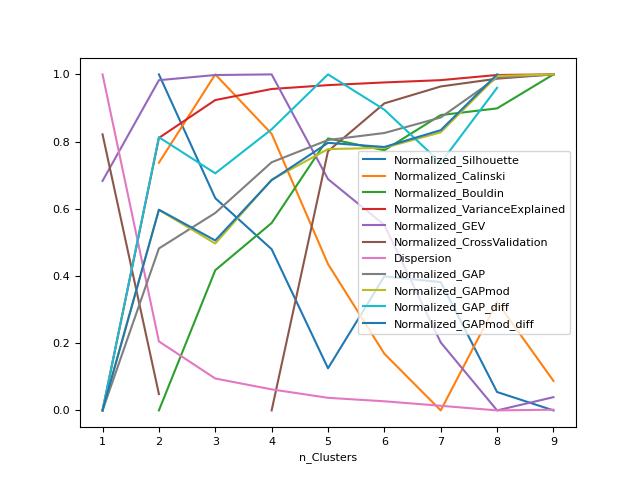 1.0
0.8
0.6
0.4
0.2
0.0
Normalized_Silhouette
Normalized_Calinski
Normalized_Bouldin
Normalized_VarianceExplained
Normalized_GEV
Normalized_CrossValidation
Dispersion
Normalized_GAP
Normalized_GAPmod
Normalized_GAP_diff
Normalized_GAPmod_diff
1 2 3 4 5 6 7 8 9
n_Clusters